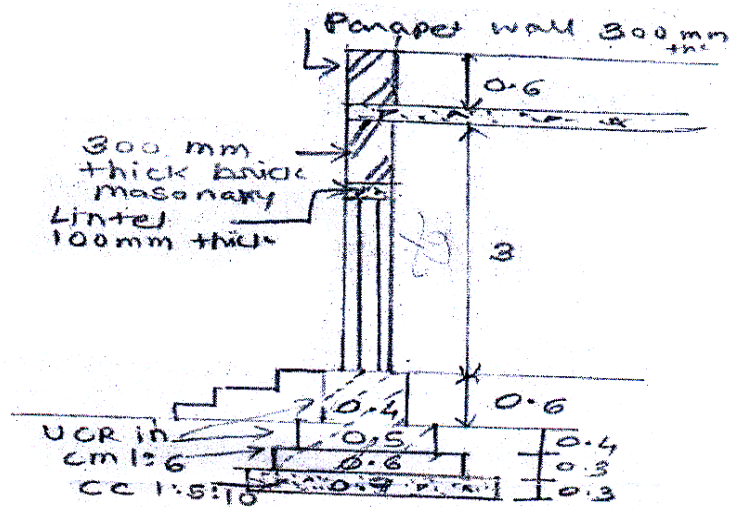 Parapet wall 300 mm
0.6
300 mm
thick brick
masonary
Lintel
100mm thick
3
0.4
0.6
UCR in
0.5
0.4
cm 1:6
0.6
0.3
CC 1:5:10
0.7
0.3